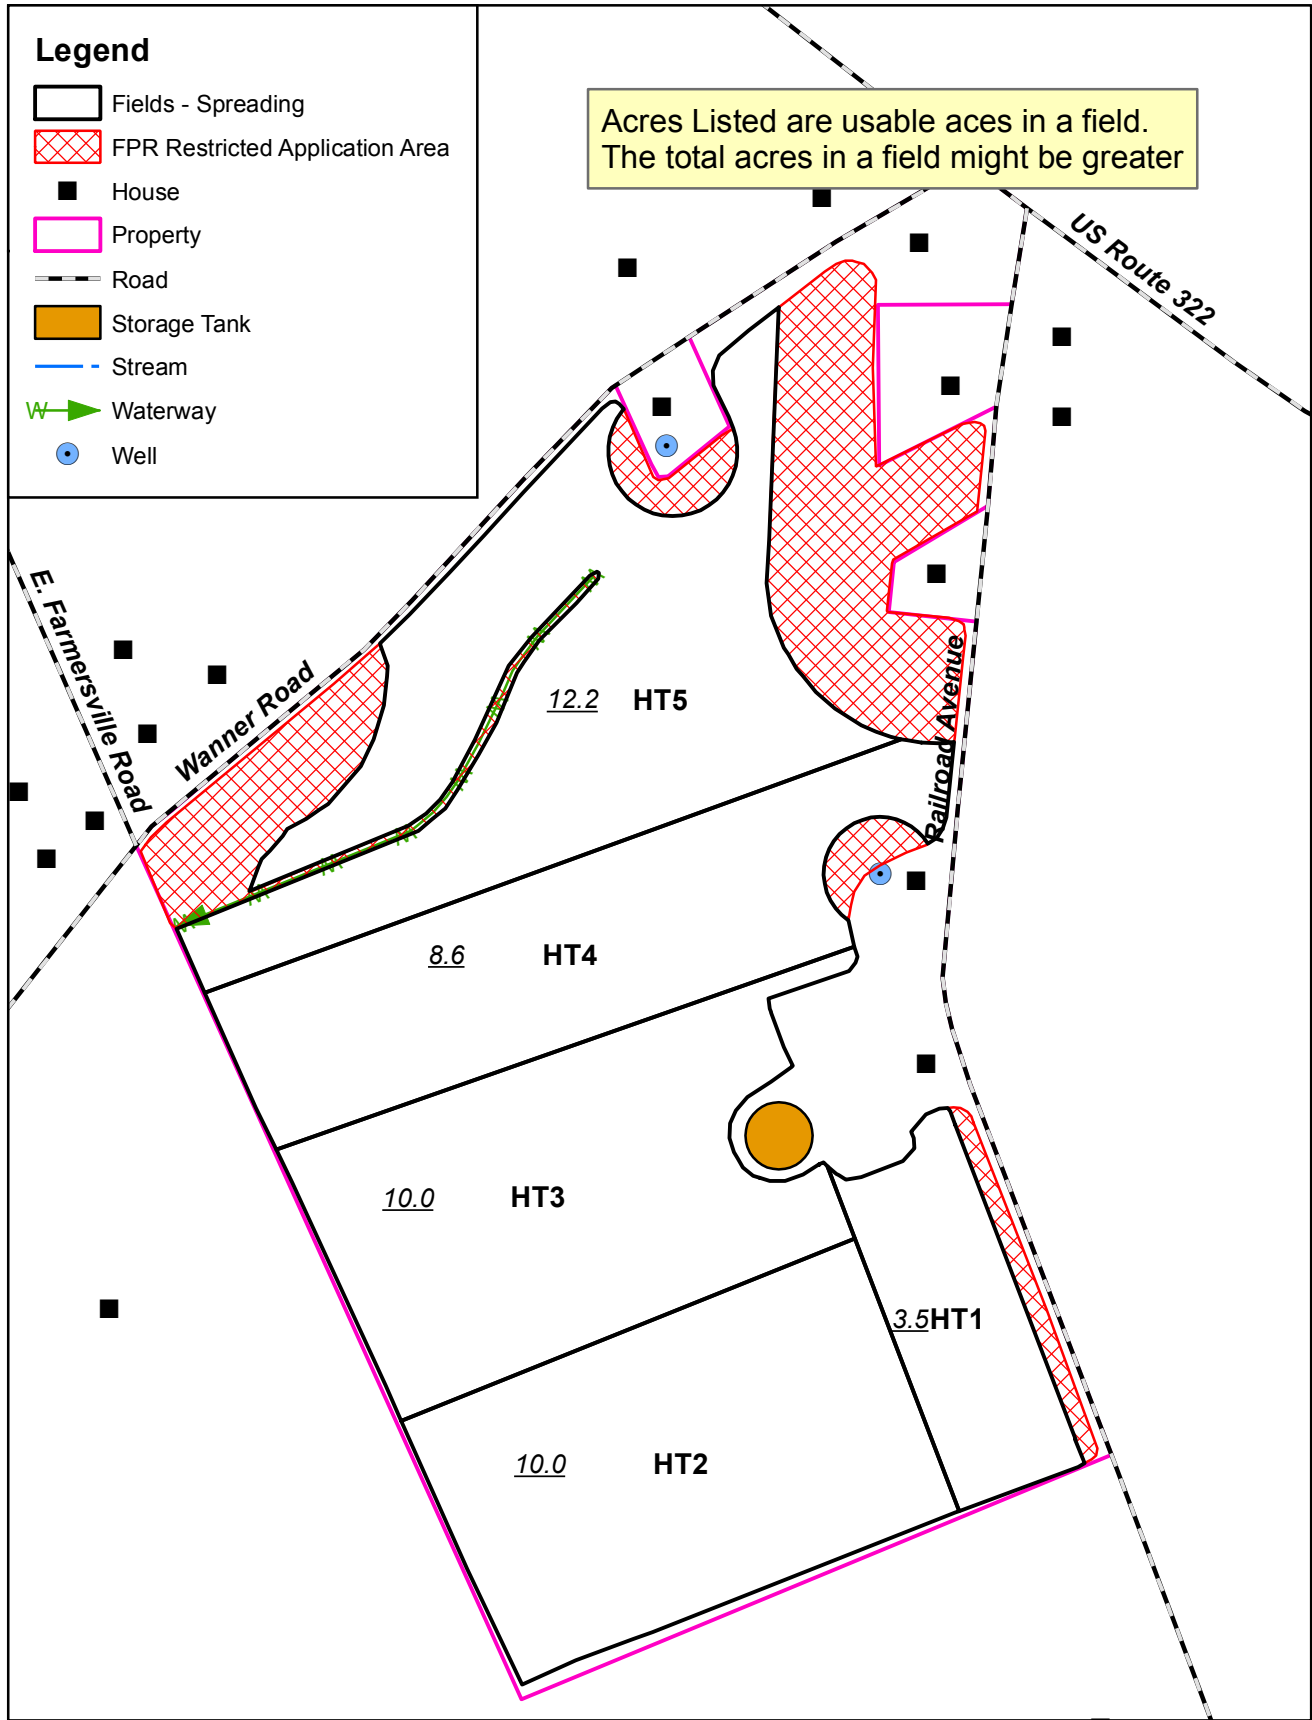 Legend
Fields - Spreading
FPR Restricted Application Area
House
Property
Road
Storage Tank
Stream
W Waterway
Well
Acres Listed are usable aces in a field.
The total acres in a field might be greater
US Route 322
E. Farmersville Road
Wanner Road
Railroad Avenue
12.2 HT5
W
W
W
W
W
W
W
W
8.6 HT4
10.0 HT3
3.5 HT1
10.0 HT2